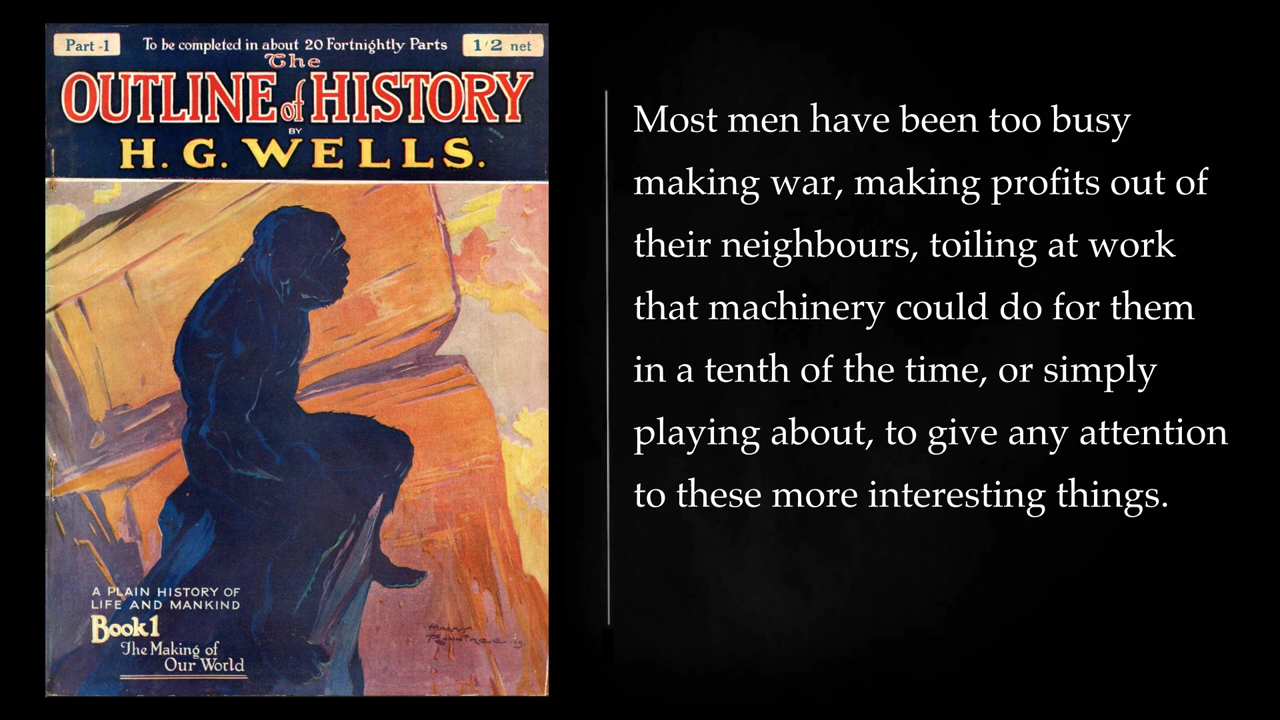 Part -1
To be completed in about 20 Fortnightly Parts
1/2 net
The
OUTLINE of HISTORY
BY
H. G. WELLS.
A PLAIN HISTORY OF
LIFE AND MANKIND
Book 1
The Making of
Our World
Most men have been too busy
making war, making profits out of
their neighbours, toiling at work
that machinery could do for them
in a tenth of the time, or simply
playing about, to give any attention
to these more interesting things.